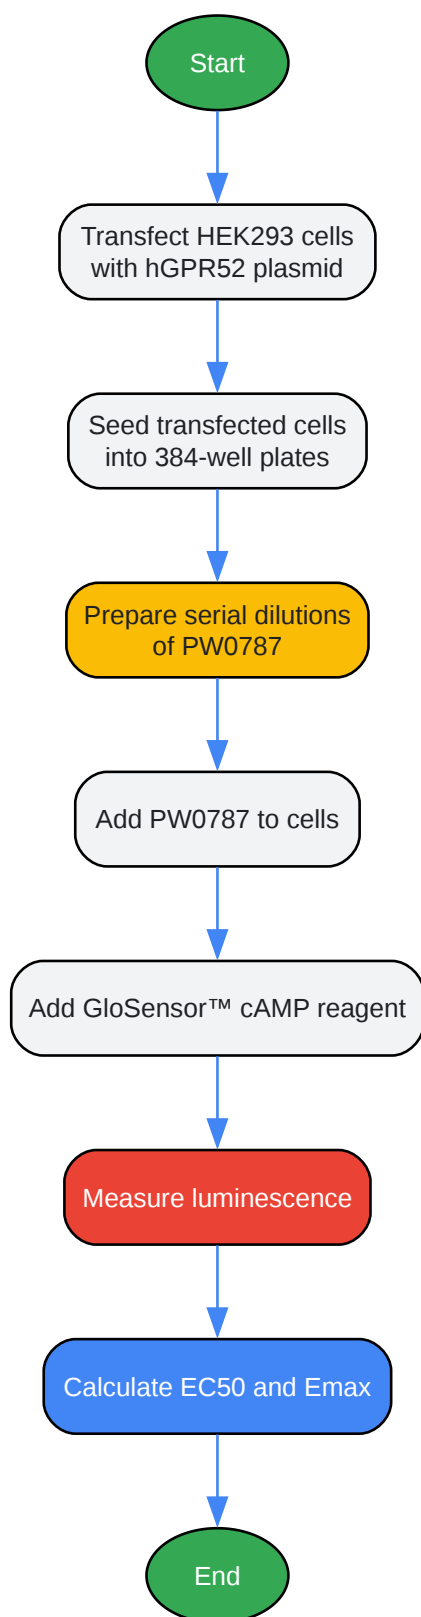 Start
Transfect HEK293 cells
with hGPR52 plasmid
Seed transfected cells
into 384-well plates
Prepare serial dilutions
of PW0787
Add PW0787 to cells
Add GloSensor™ cAMP reagent
Measure luminescence
Calculate EC50 and Emax
End